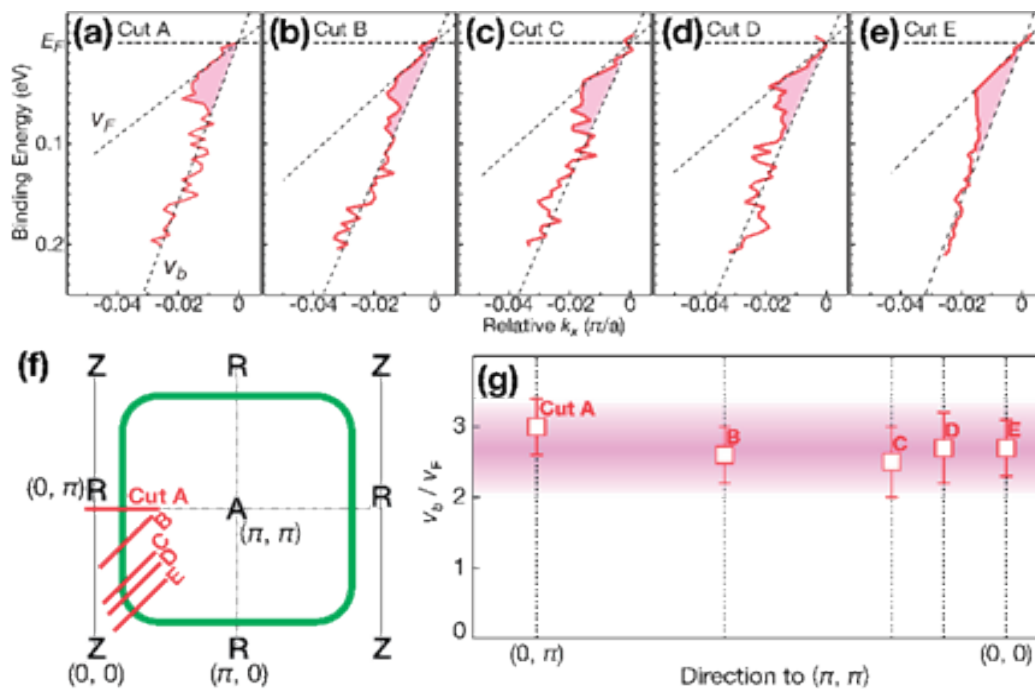 (a) Cut A (b) Cut B (c) Cut C (d) Cut D (e) Cut E
E_F
Binding Energy (eV)
0.1
0.2
v_F
v_b
-0.04 -0.02 0 -0.04 -0.02 0 -0.04 -0.02 0 -0.04 -0.02 0 -0.04 -0.02 0
Relative k_x (π/a)
(f)
Z R Z
(0, π) R Cut A A R
(π, π)
B
C
D
E
Z R Z
(0, 0) (π, 0)
(g)
v_b / v_F
3
2
1
0
Cut A B C D E
(0, π) (0, 0)
Direction to (π, π)